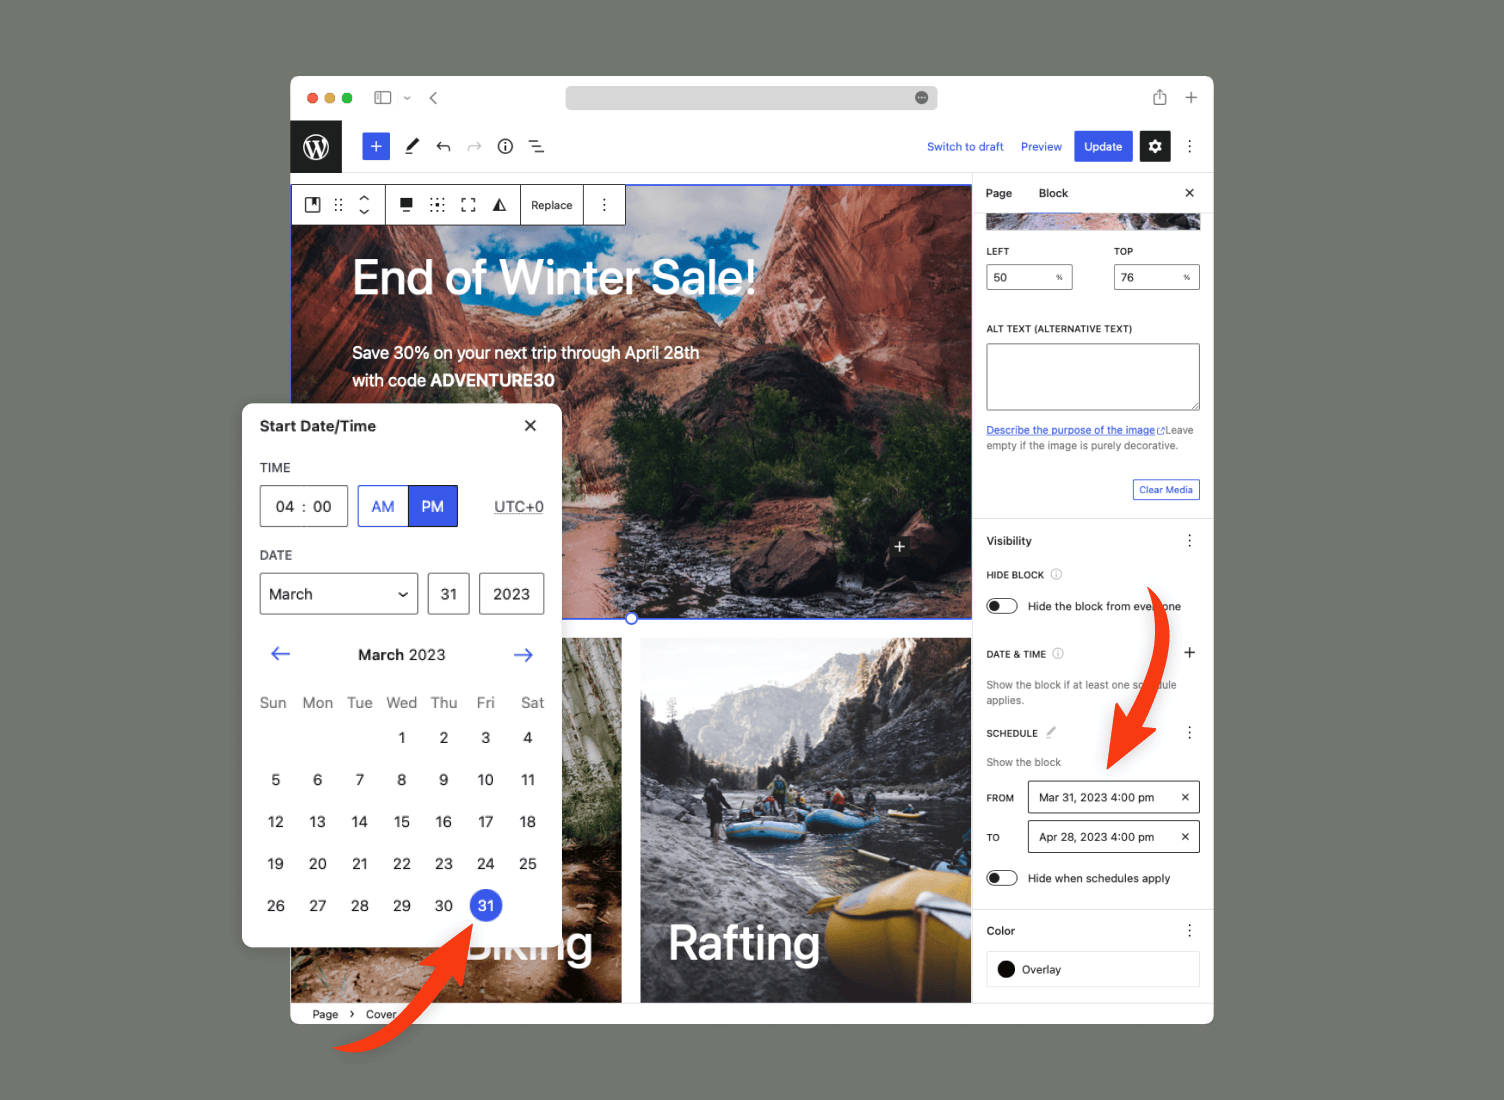 Switch to draft
Preview
Update
Replace
End of Winter Sale!
Save 30% on your next trip through April 28th
with code ADVENTURE30
Biking
Rafting
Page › Cover
Start Date/Time
TIME
04 : 00
AM
PM
UTC+0
DATE
March
31
2023
March 2023
Sun Mon Tue Wed Thu Fri Sat
1 2 3 4
5 6 7 8 9 10 11
12 13 14 15 16 17 18
19 20 21 22 23 24 25
26 27 28 29 30 31
Page
Block
LEFT
TOP
50 %
76 %
ALT TEXT (ALTERNATIVE TEXT)
Describe the purpose of the image Leave
empty if the image is purely decorative.
Clear Media
Visibility
HIDE BLOCK
Hide the block from everyone
DATE & TIME
Show the block if at least one schedule
applies.
SCHEDULE
Show the block
FROM
Mar 31, 2023 4:00 pm
TO
Apr 28, 2023 4:00 pm
Hide when schedules apply
Color
Overlay